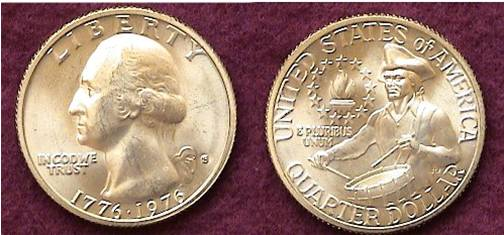 LIBERTY
IN GOD WE
TRUST
S
1776·1976
UNITED STATES of AMERICA
E PLURIBUS
UNUM
QUARTER DOLLAR